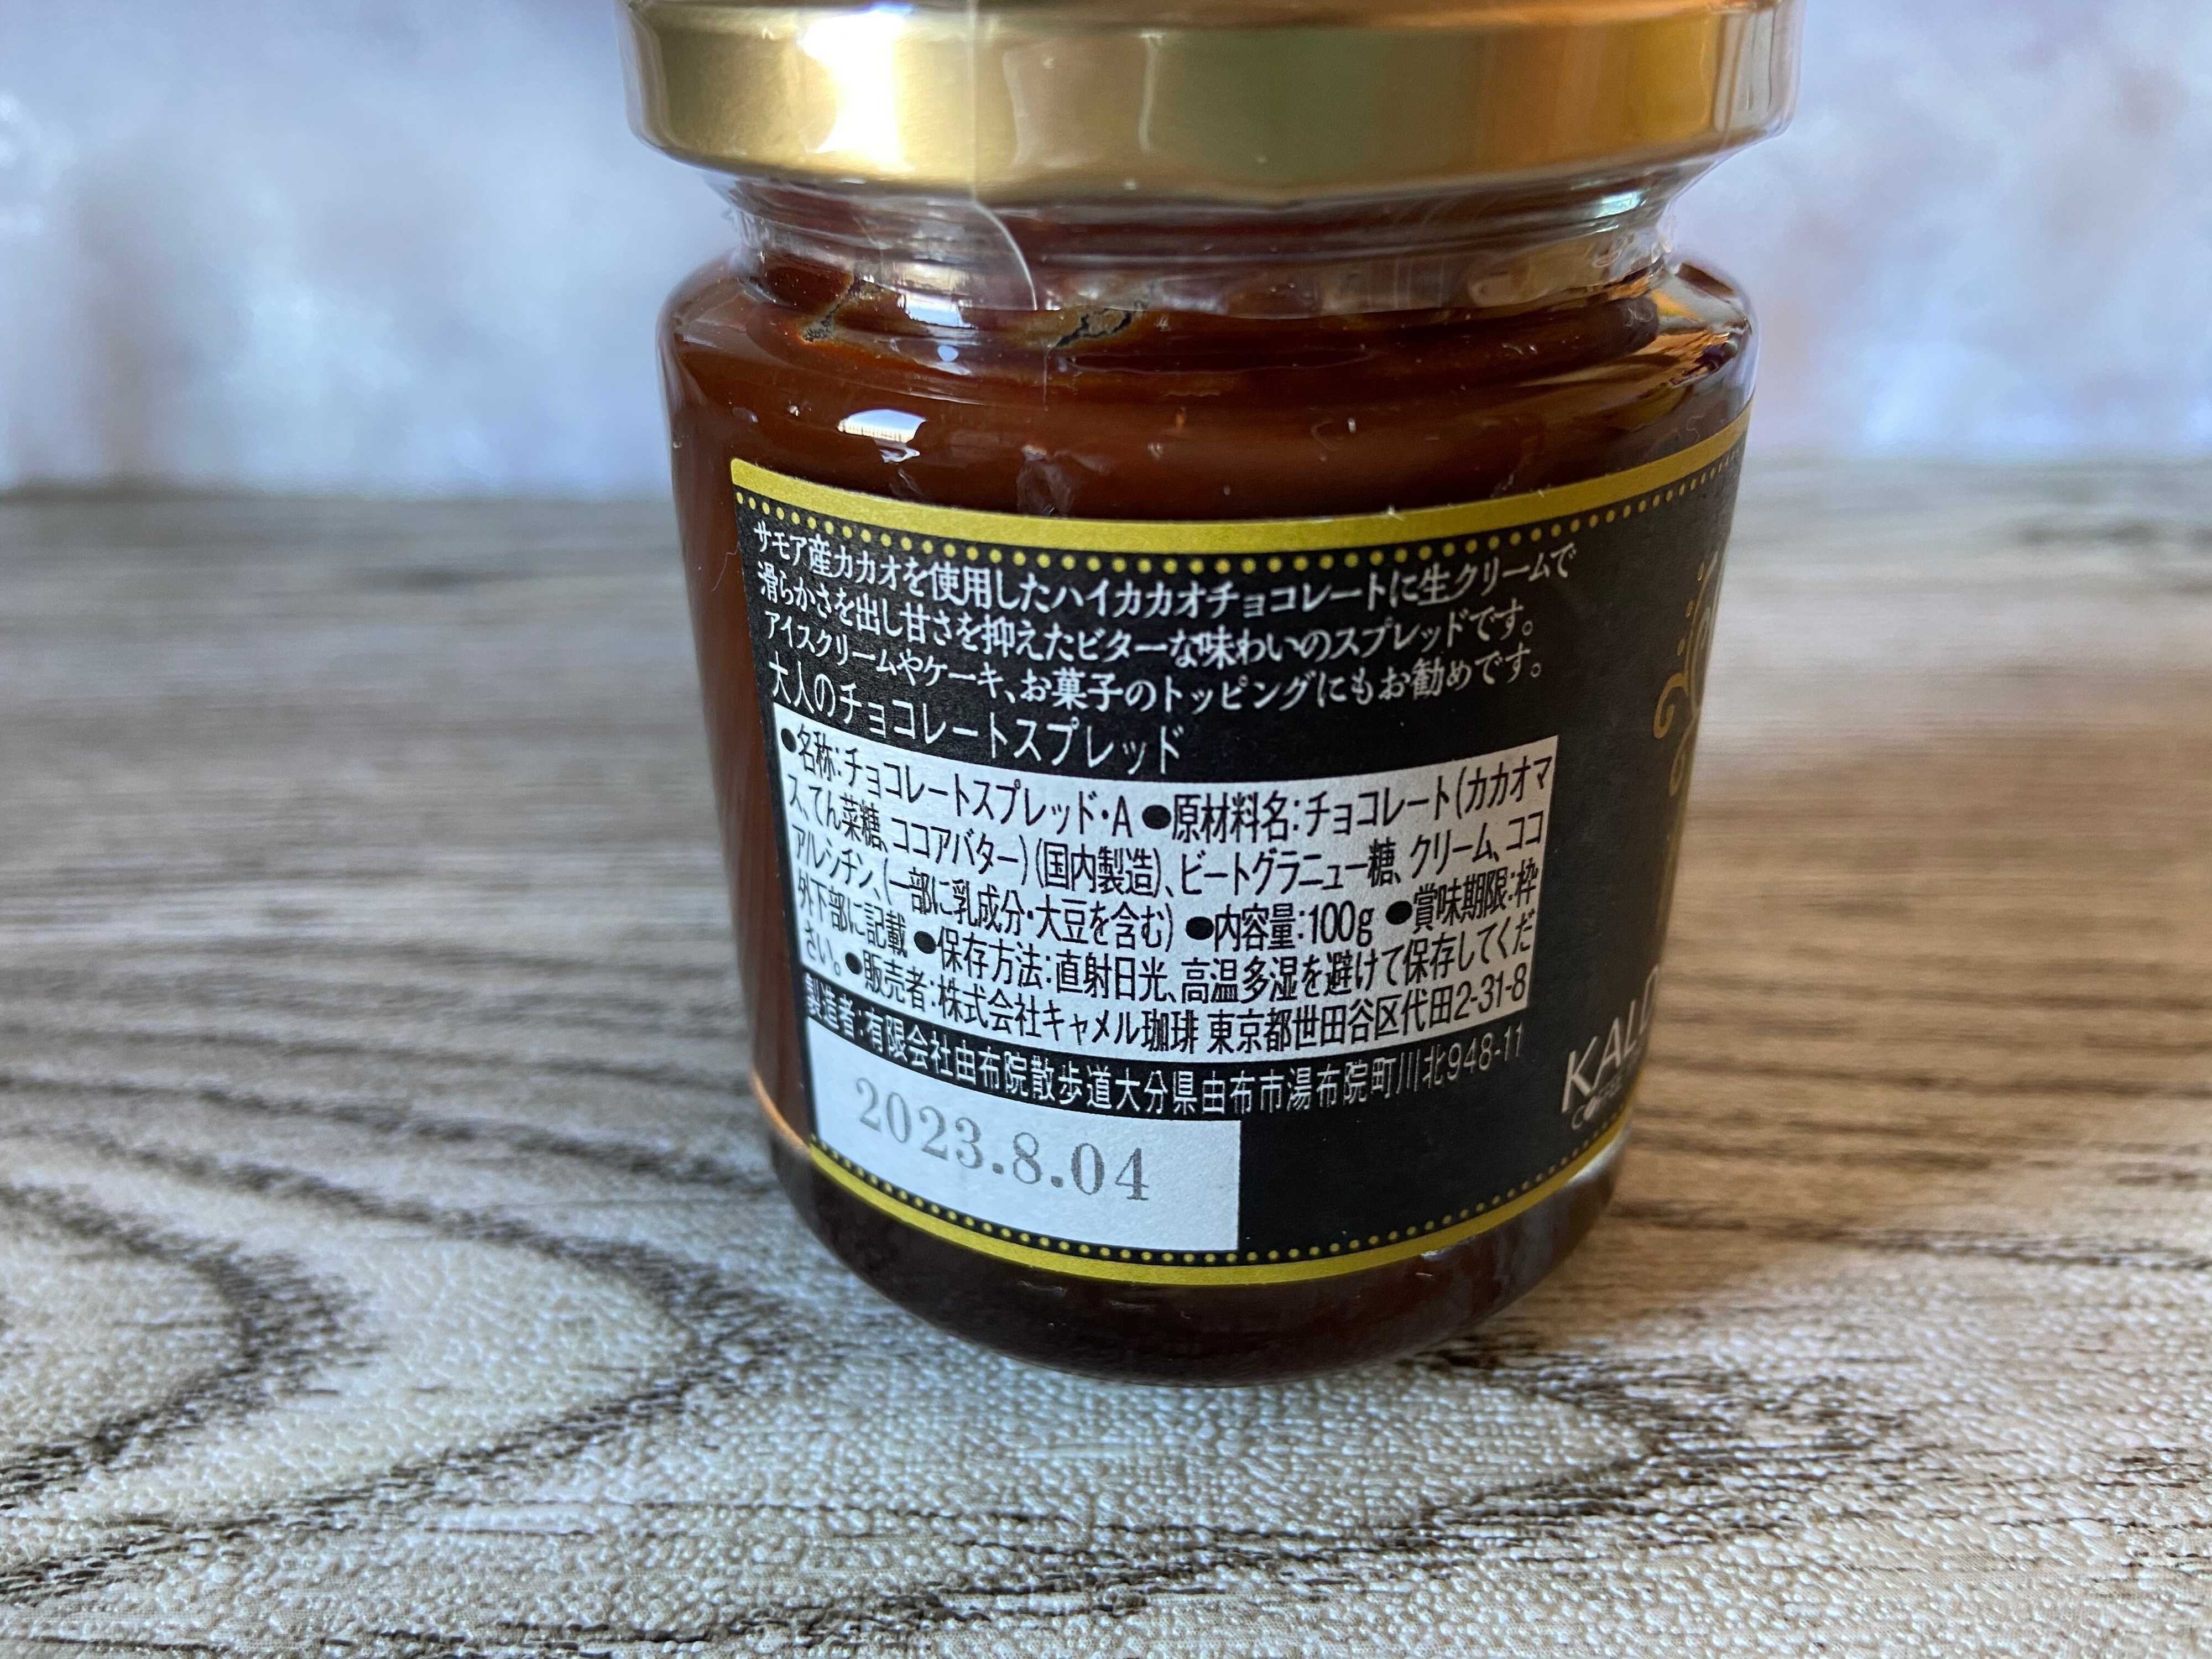 サモア産カカオを使用したハイカカオチョコレートに生クリームで
滑らかさを出し甘さを抑えたビターな味わいのスプレッドです。
アイスクリームやケーキ、お菓子のトッピングにもお勧めです。
大人のチョコレートスプレッド
●名称:チョコレートスプレッド・A ●原材料名:チョコレート(カカオマ
ス、てん菜糖、ココアバター)(国内製造)、ビートグラニュー糖、クリーム、ココ
ア/レシチン、(一部に乳成分・大豆を含む) ●内容量:100g ●賞味期限:枠
外下部に記載 ●保存方法:直射日光、高温多湿を避けて保存してくだ
さい。●販売者:株式会社キャメル珈琲 東京都世田谷区代田2-31-8
製造者:有限会社由布院散歩道大分県由布市湯布院町川北948-11
2023.8.04